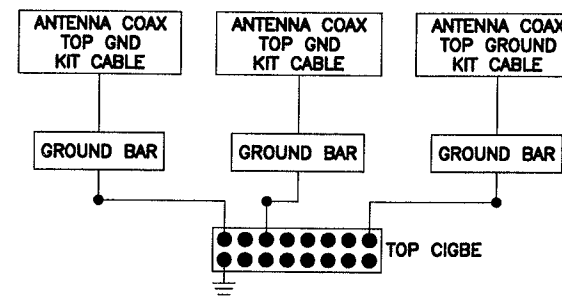 ANTENNA COAX
TOP GND
KIT CABLE
ANTENNA COAX
TOP GND
KIT CABLE
ANTENNA COAX
TOP GROUND
KIT CABLE
GROUND BAR
GROUND BAR
GROUND BAR
TOP CIGBE